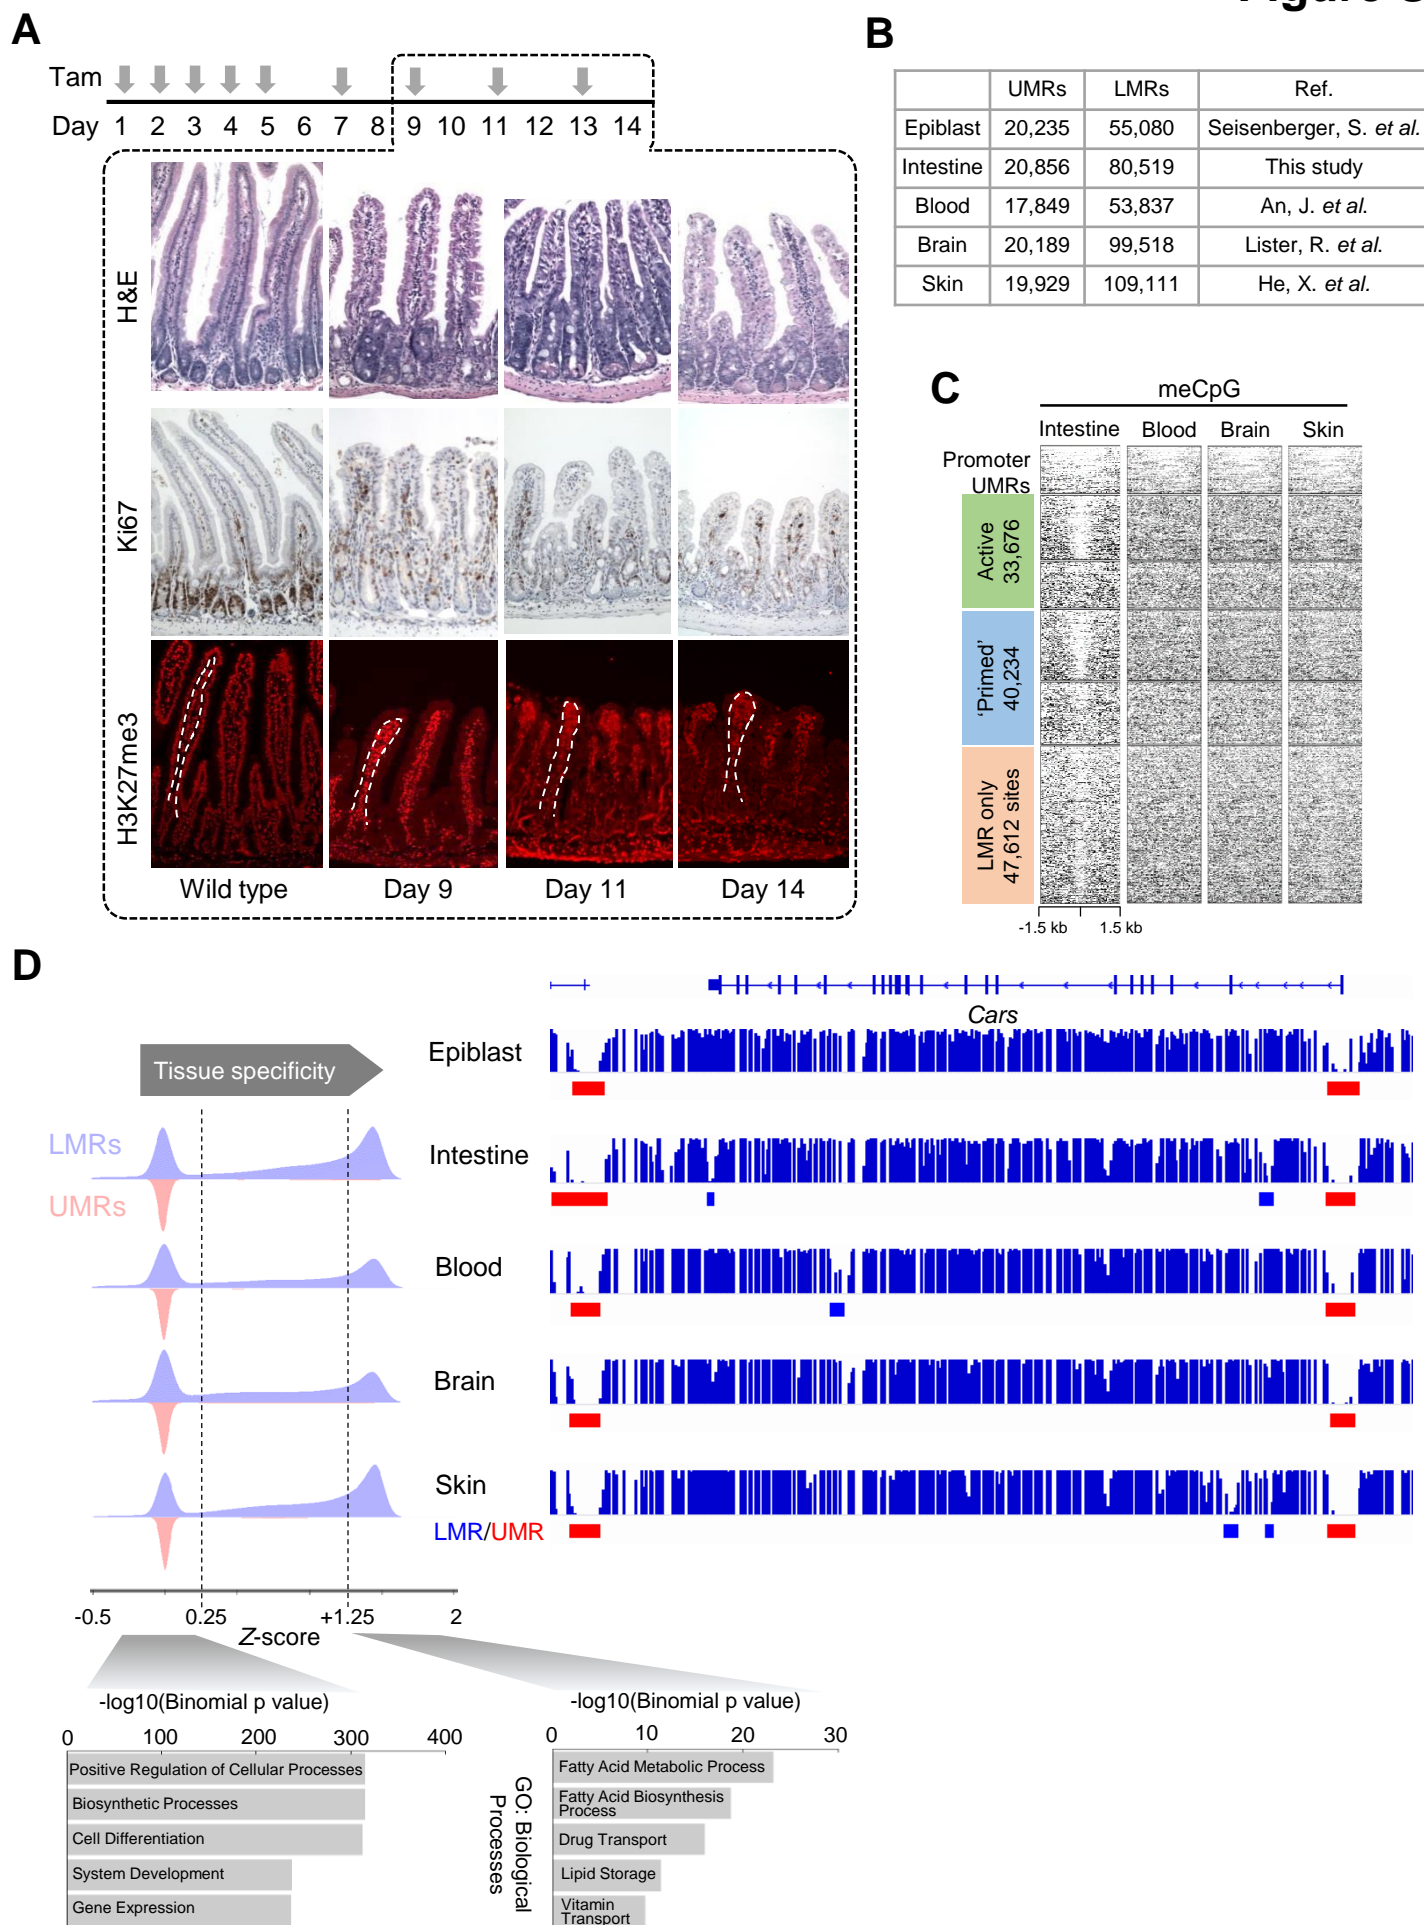 Figure S
A
Tam
Day 1 2 3 4 5 6 7 8 9 10 11 12 13 14
H&E
Ki67
H3K27me3
Wild type Day 9 Day 11 Day 14
B
UMRs LMRs Ref.
Epiblast 20,235 55,080 Seisenberger, S. et al.
Intestine 20,856 80,519 This study
Blood 17,849 53,837 An, J. et al.
Brain 20,189 99,518 Lister, R. et al.
Skin 19,929 109,111 He, X. et al.
C
meCpG
Intestine Blood Brain Skin
Promoter
UMRs
Active
33,676
'Primed'
40,234
LMR only
47,612 sites
-1.5 kb 1.5 kb
D
Tissue specificity
LMRs
UMRs
-0.5 0.25 +1.25 2
Z-score
Cars
Epiblast
Intestine
Blood
Brain
Skin
LMR/UMR
-log10(Binomial p value)
0 100 200 300 400
Positive Regulation of Cellular Processes
Biosynthetic Processes
Cell Differentiation
System Development
Gene Expression
GO: Biological
Processes
-log10(Binomial p value)
0 10 20 30
Fatty Acid Metabolic Process
Fatty Acid Biosynthesis
Process
Drug Transport
Lipid Storage
Vitamin
Transport